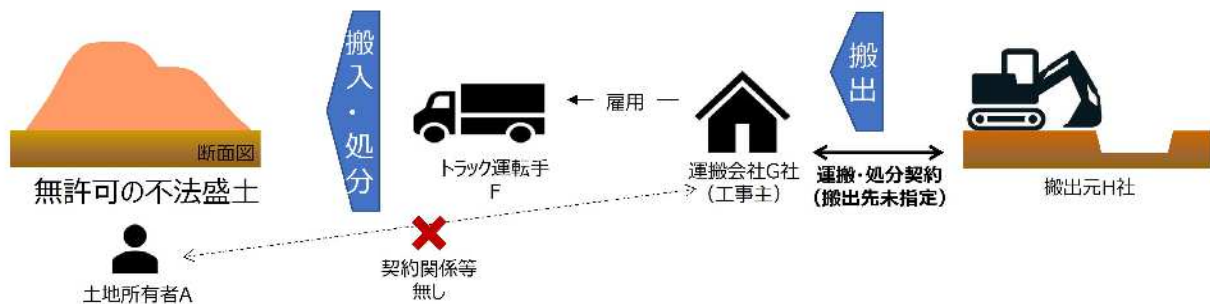 断面図
無許可の不法盛土
土地所有者A
搬入・処分
トラック運転手
F
雇用
契約関係等
無し
運搬会社G社
(工事主)
搬出
運搬・処分契約
(搬出先未指定)
搬出元H社